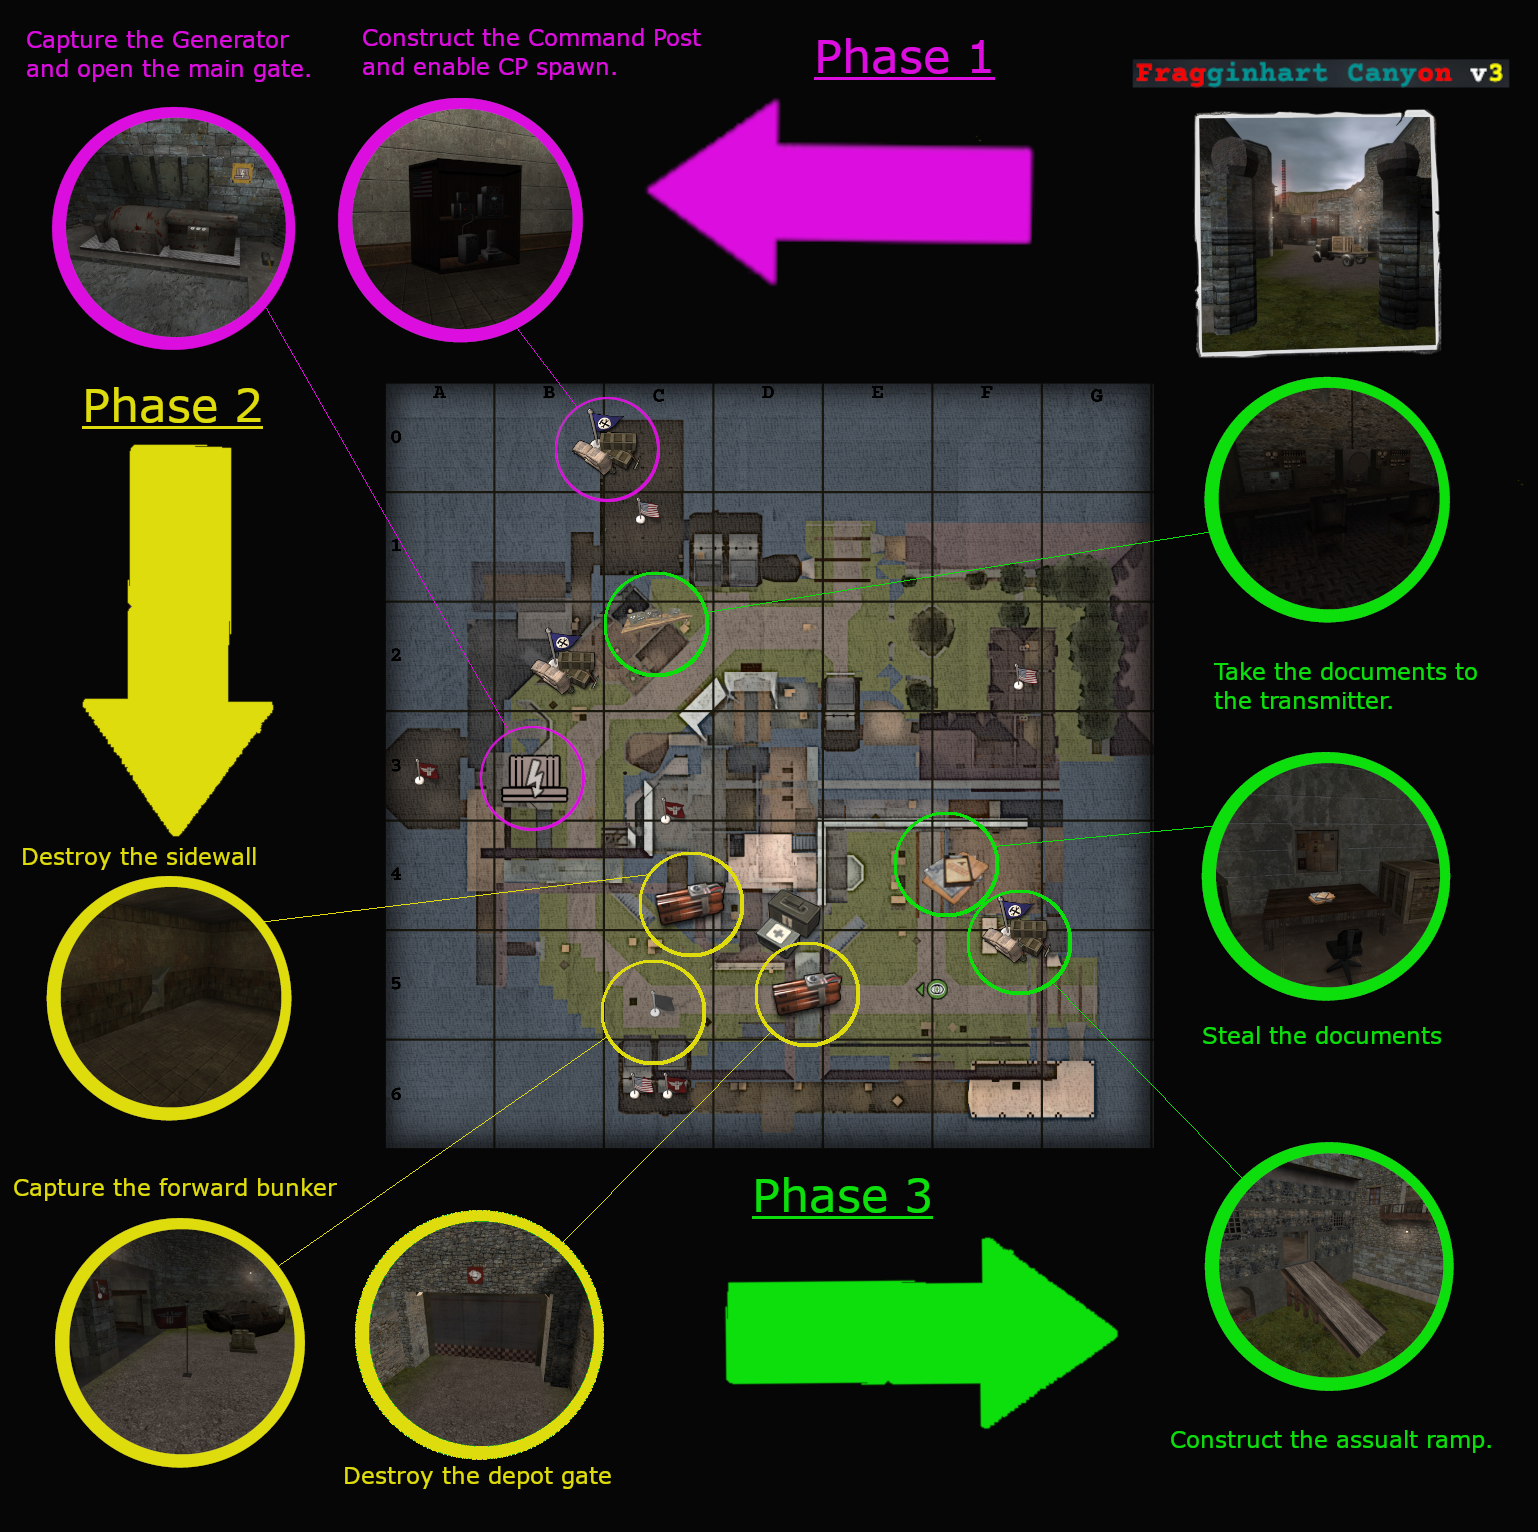 Capture the Generator
and open the main gate.
Construct the Command Post
and enable CP spawn.
Phase 1
Fragginhart Canyon v3
Phase 2
A B C D E F G
0
1
2
3
4
5
6
Take the documents to
the transmitter.
Destroy the sidewall
Steal the documents
Capture the forward bunker
Phase 3
Destroy the depot gate
Construct the assualt ramp.